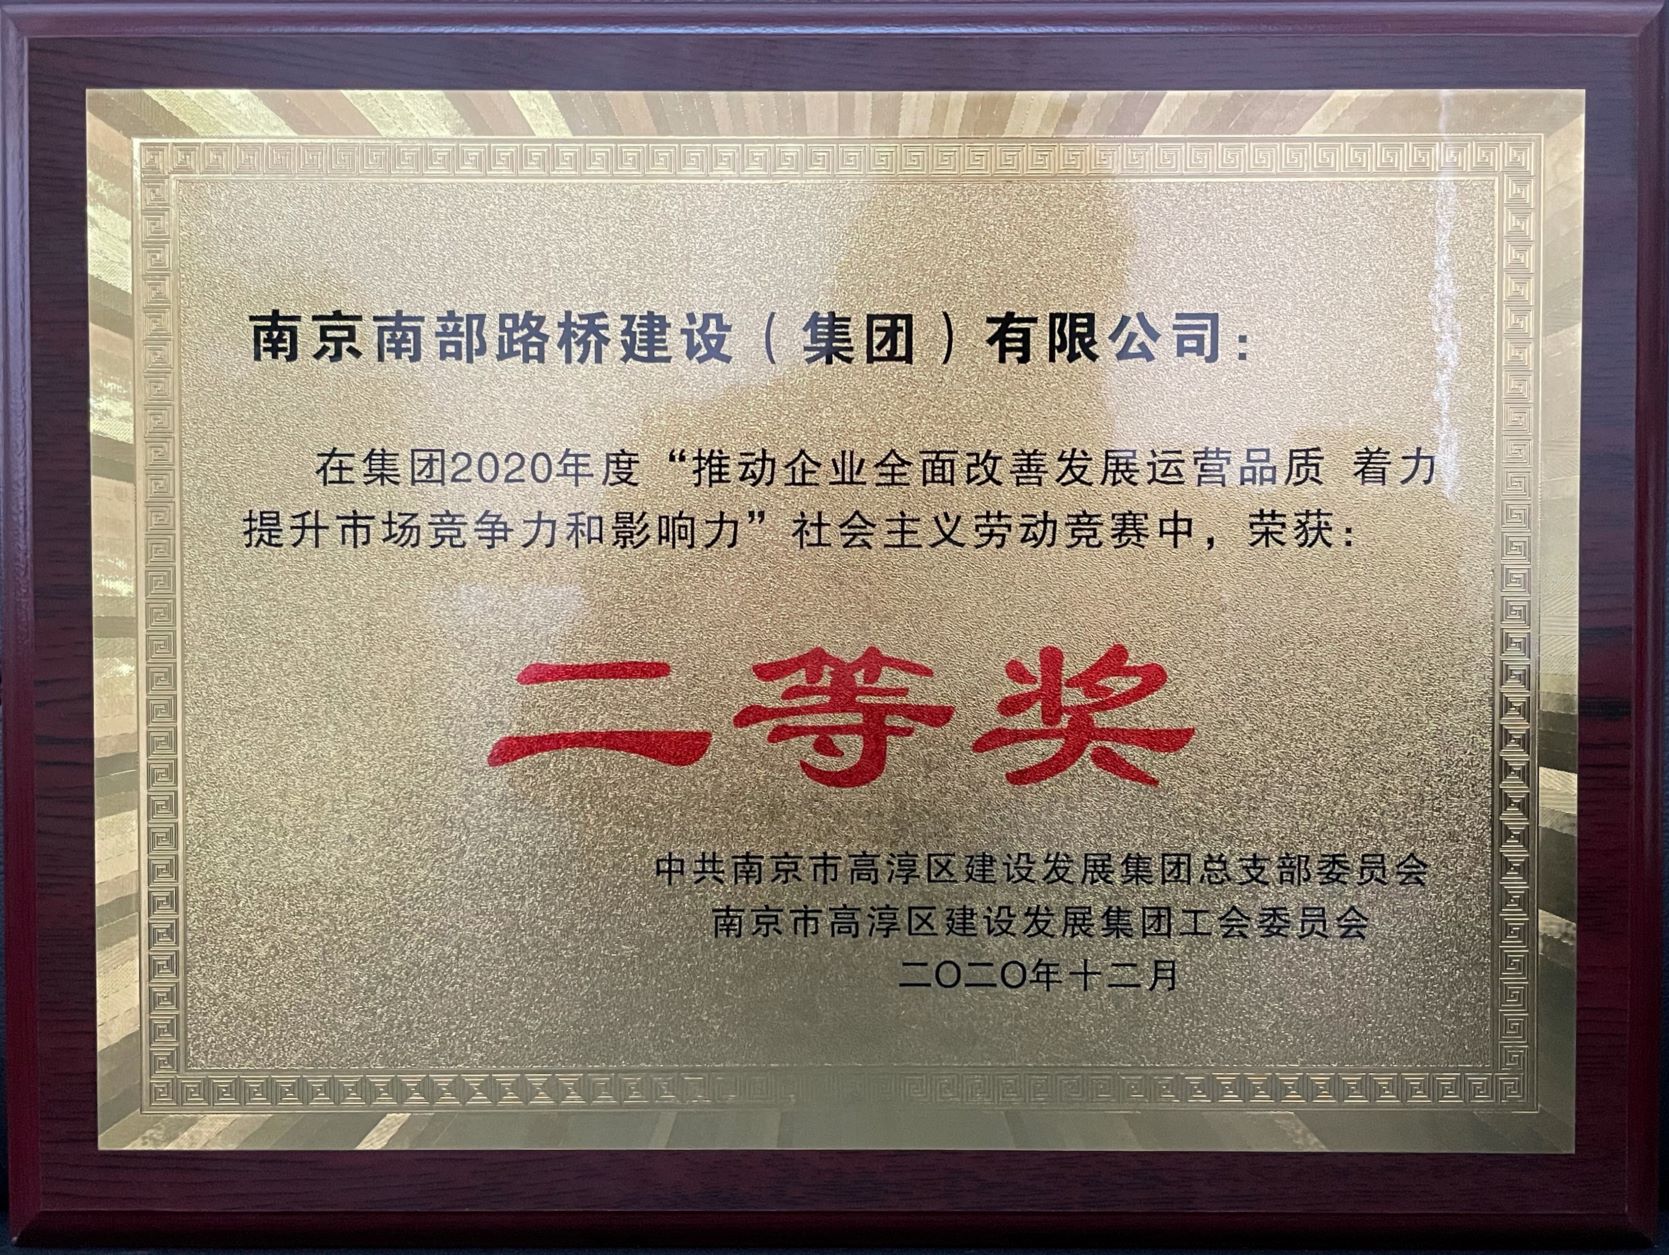 南京南部路桥建设（集团）有限公司：
在集团2020年度“推动企业全面改善发展运营品质 着力
提升市场竞争力和影响力”社会主义劳动竞赛中，荣获：
二等奖
中共南京市高淳区建设发展集团总支部委员会
南京市高淳区建设发展集团工会委员会
二〇二〇年十二月